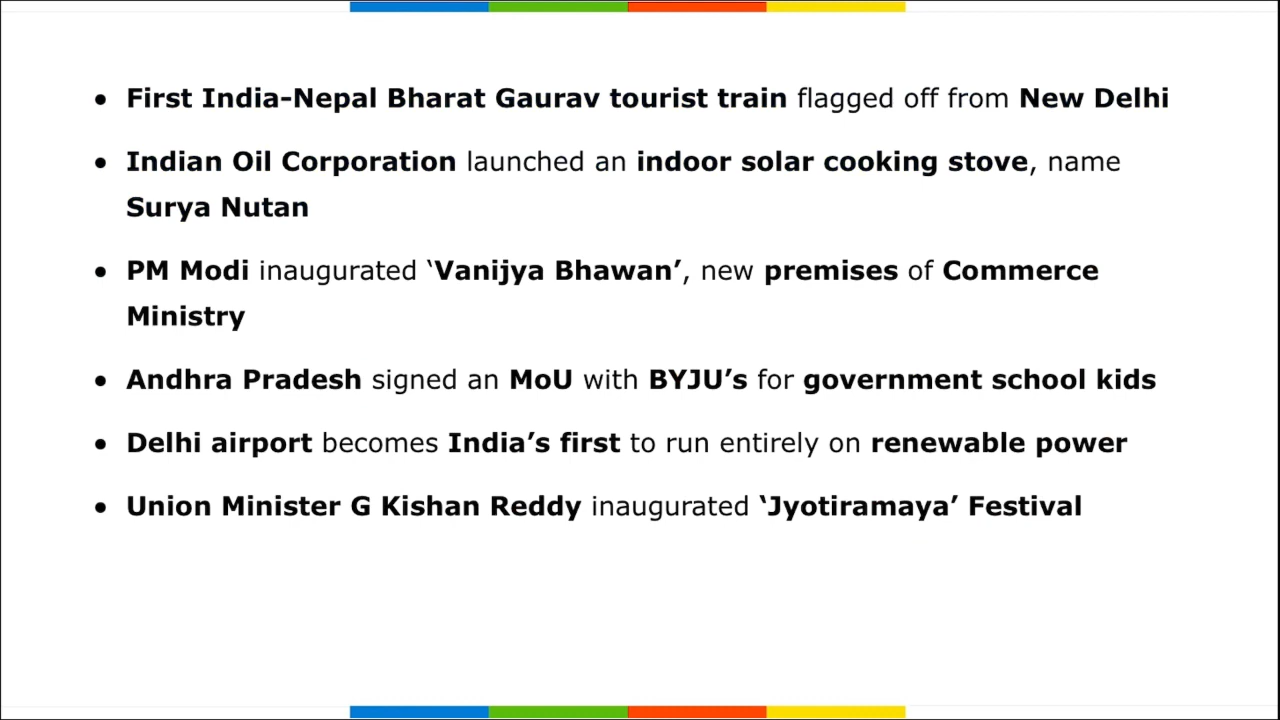 • First India-Nepal Bharat Gaurav tourist train flagged off from New Delhi
• Indian Oil Corporation launched an indoor solar cooking stove, name
Surya Nutan
• PM Modi inaugurated ‘Vanijya Bhawan’, new premises of Commerce
Ministry
• Andhra Pradesh signed an MoU with BYJU’s for government school kids
• Delhi airport becomes India’s first to run entirely on renewable power
• Union Minister G Kishan Reddy inaugurated ‘Jyotiramaya’ Festival